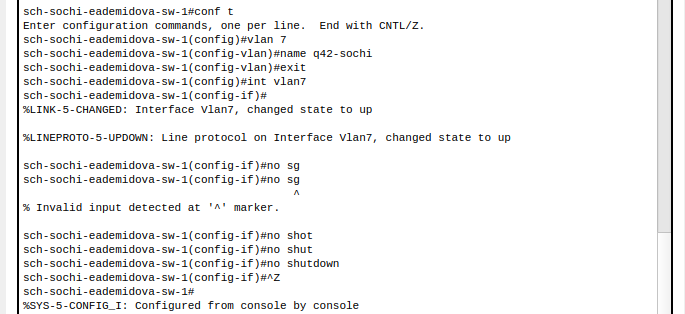 sch-sochi-eademidova-sw-1#conf t
Enter configuration commands, one per line.  End with CNTL/Z.
sch-sochi-eademidova-sw-1(config)#vlan 7
sch-sochi-eademidova-sw-1(config-vlan)#name q42-sochi
sch-sochi-eademidova-sw-1(config-vlan)#exit
sch-sochi-eademidova-sw-1(config)#int vlan7
sch-sochi-eademidova-sw-1(config-if)#
%LINK-5-CHANGED: Interface Vlan7, changed state to up
%LINEPROTO-5-UPDOWN: Line protocol on Interface Vlan7, changed state to up
sch-sochi-eademidova-sw-1(config-if)#no sg
sch-sochi-eademidova-sw-1(config-if)#no sg
^
% Invalid input detected at '^' marker.
sch-sochi-eademidova-sw-1(config-if)#no shot
sch-sochi-eademidova-sw-1(config-if)#no shut
sch-sochi-eademidova-sw-1(config-if)#no shutdown
sch-sochi-eademidova-sw-1(config-if)#^Z
sch-sochi-eademidova-sw-1#
%SYS-5-CONFIG_I: Configured from console by console